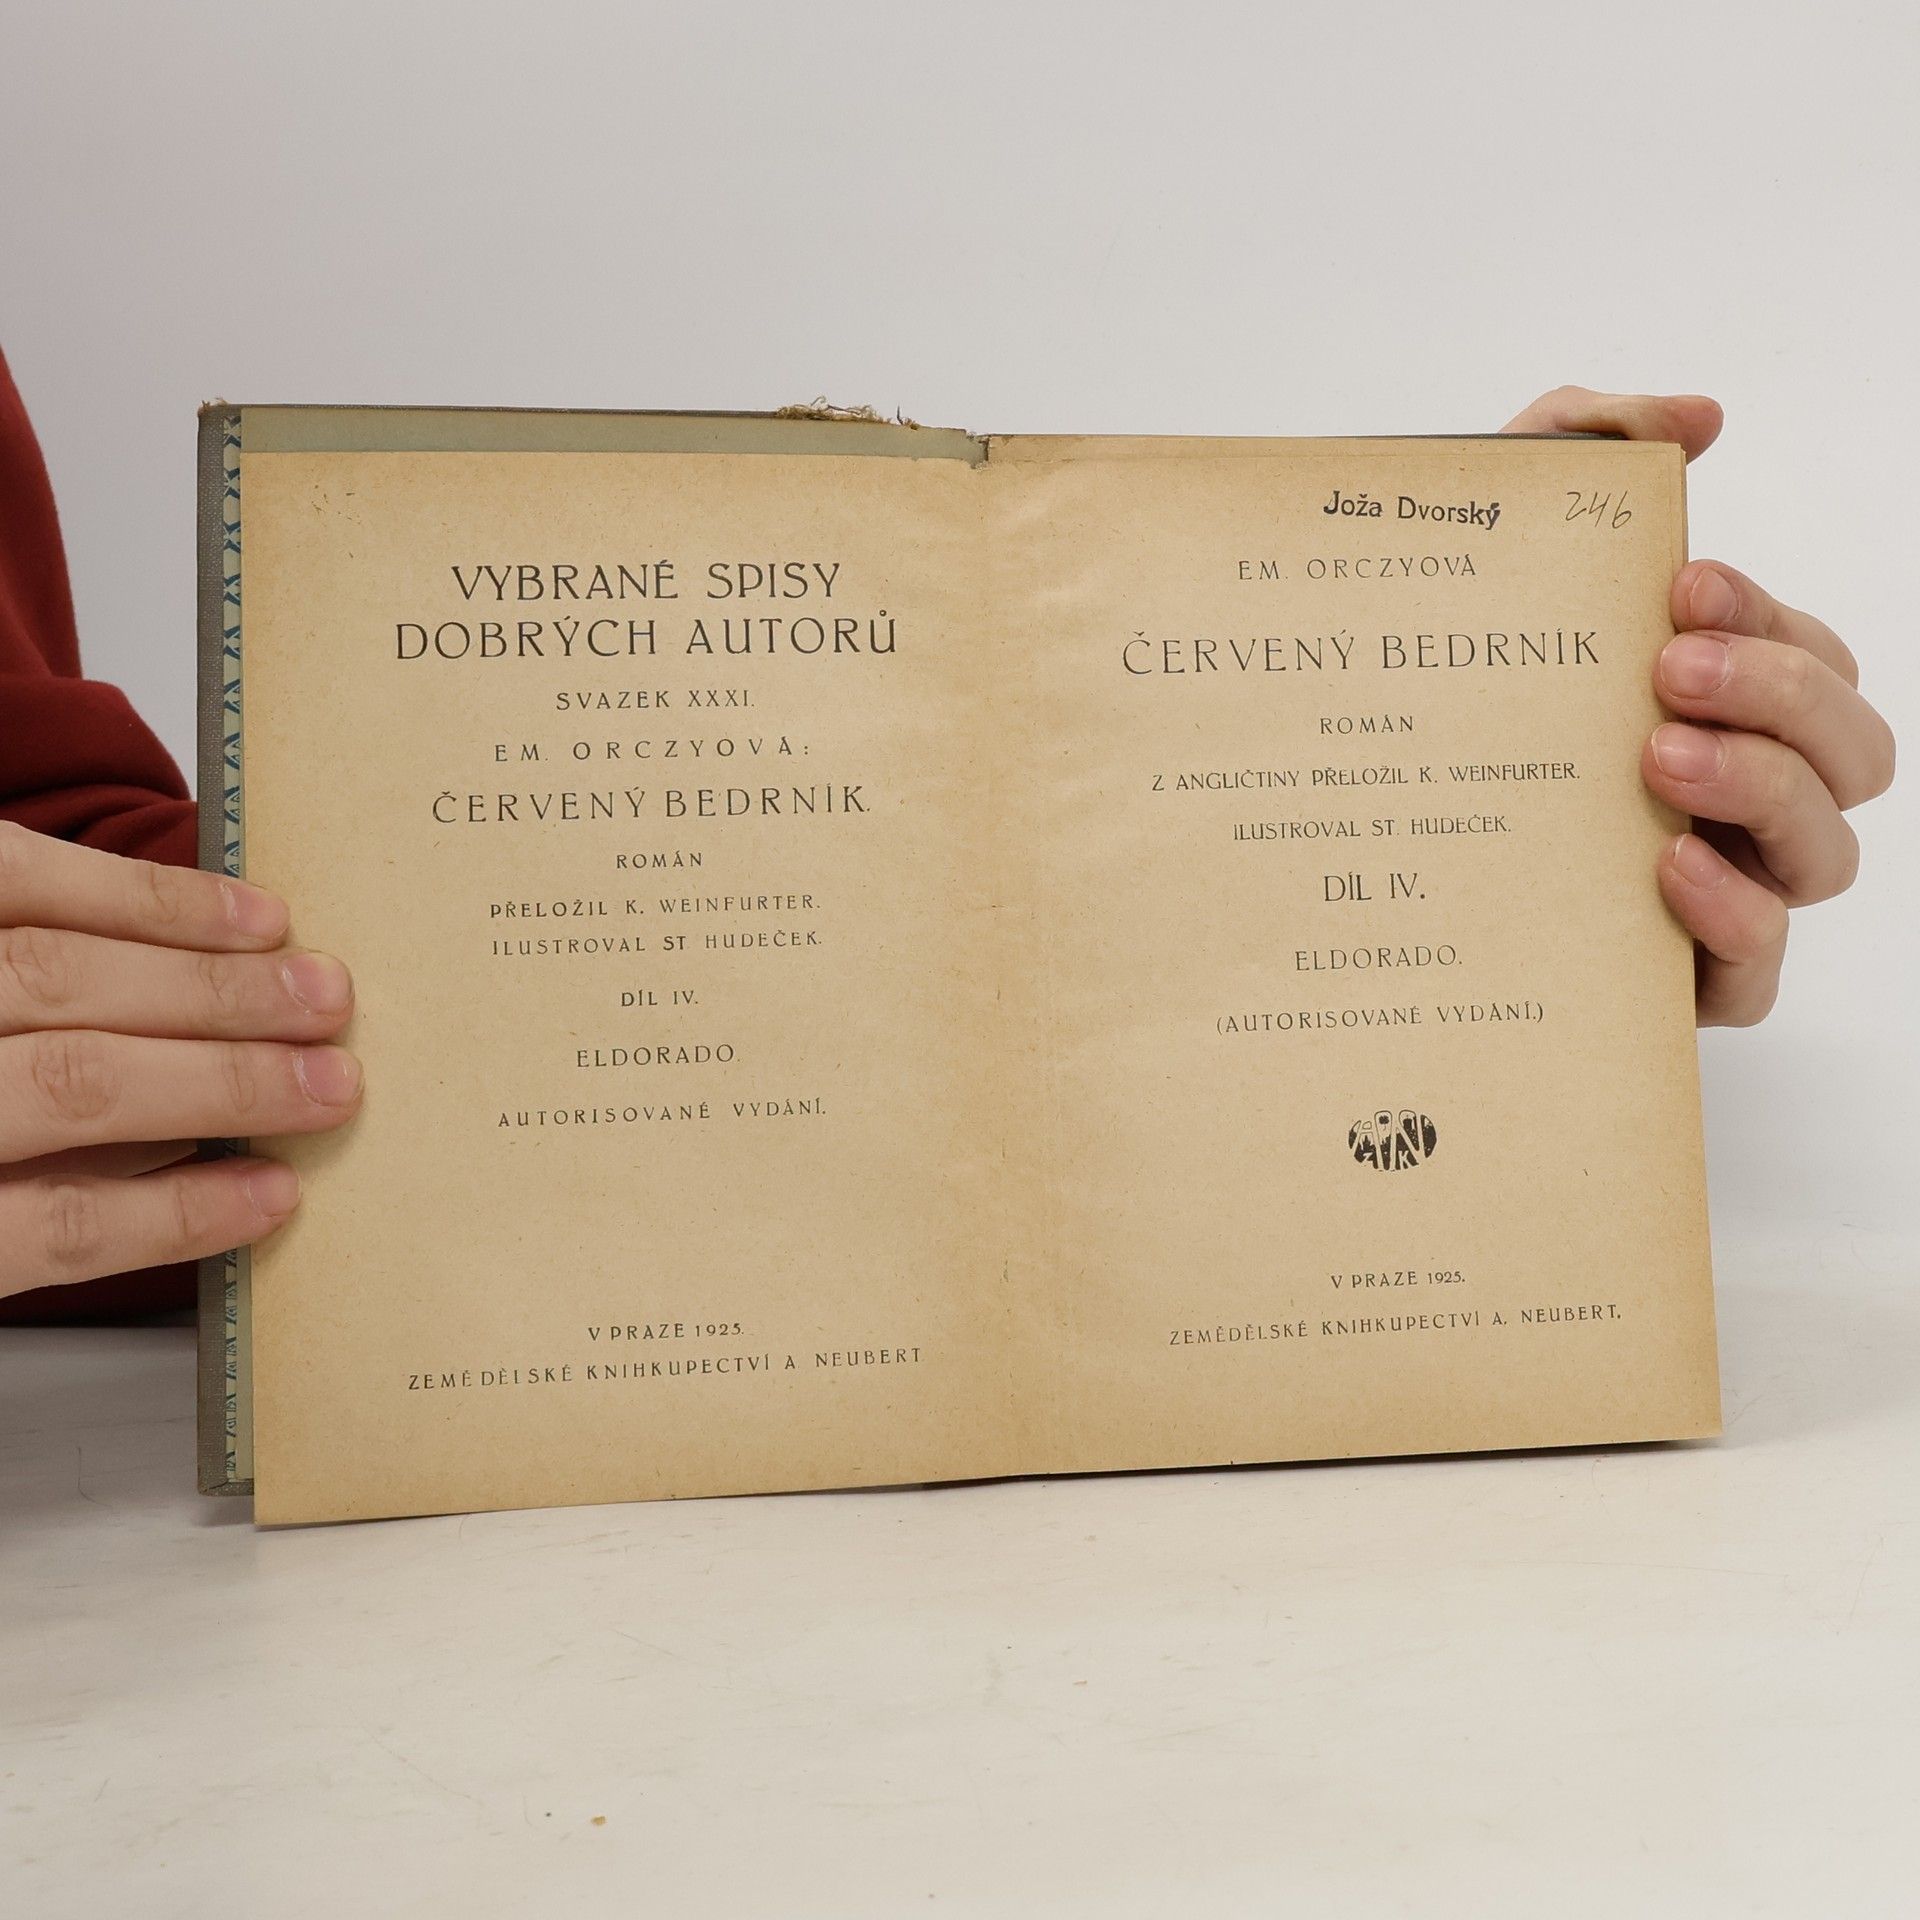 VYBRANÉ SPISY
DOBRÝCH AUTORŮ
SVAZEK XXXI.
EM. ORCZYOVÁ:
ČERVENÝ BEDRNÍK.
ROMÁN
PŘELOŽIL K. WEINFURTER.
ILUSTROVAL ST. HUDEČEK.
DÍL IV.
ELDORADO.
AUTORISOVANÉ VYDÁNÍ.
V PRAZE 1925.
ZEMĚDĚLSKÉ KNIHKUPECTVÍ A. NEUBERT.
Joža Dvorský 246
EM. ORCZYOVÁ
ČERVENÝ BEDRNÍK
ROMÁN
Z ANGLIČTINY PŘELOŽIL K. WEINFURTER.
ILUSTROVAL ST. HUDEČEK.
DÍL IV.
ELDORADO.
(AUTORISOVANÉ VYDÁNÍ.)
V PRAZE 1925.
ZEMĚDĚLSKÉ KNIHKUPECTVÍ A. NEUBERT.